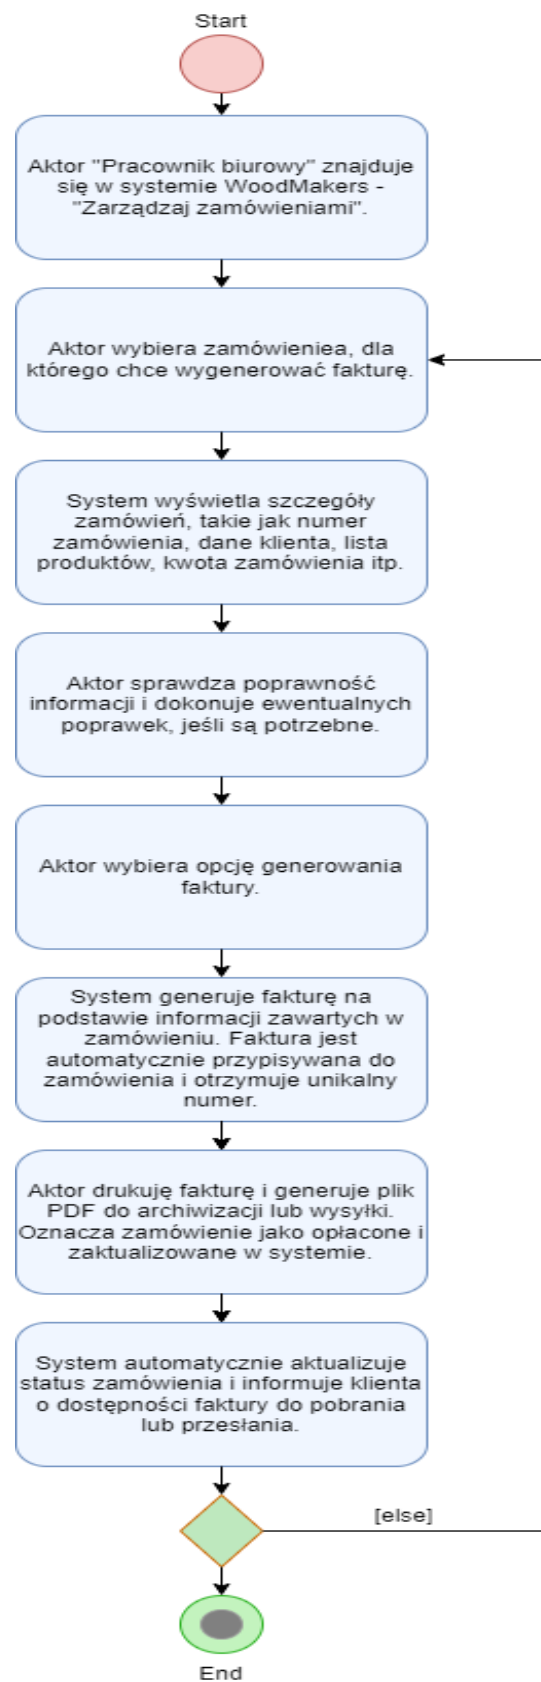 Start
Aktor "Pracownik biurowy" znajduje
się w systemie WoodMakers -
"Zarządzaj zamówieniami".
Aktor wybiera zamówieniea, dla
którego chce wygenerować fakturę.
System wyświetla szczegóły
zamówień, takie jak numer
zamówienia, dane klienta, lista
produktów, kwota zamówienia itp.
Aktor sprawdza poprawność
informacji i dokonuje ewentualnych
poprawek, jeśli są potrzebne.
Aktor wybiera opcję generowania
faktury.
System generuje fakturę na
podstawie informacji zawartych w
zamówieniu. Faktura jest
automatycznie przypisywana do
zamówienia i otrzymuje unikalny
numer.
Aktor drukuję fakturę i generuje plik
PDF do archiwizacji lub wysyłki.
Oznacza zamówienie jako opłacone i
zaktualizowane w systemie.
System automatycznie aktualizuje
status zamówienia i informuje klienta
o dostępności faktury do pobrania
lub przesłania.
[else]
End